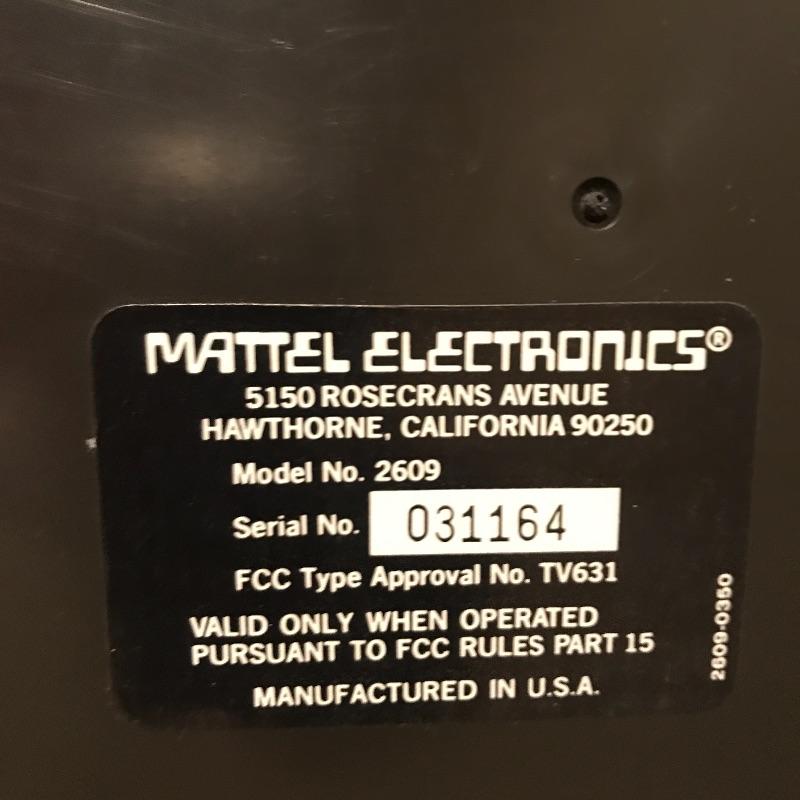 MATTEL ELECTRONICS®
5150 ROSECRANS AVENUE
HAWTHORNE, CALIFORNIA 90250
Model No. 2609
Serial No. 031164
FCC Type Approval No. TV631
VALID ONLY WHEN OPERATED
PURSUANT TO FCC RULES PART 15
MANUFACTURED IN U.S.A.
2609-0350